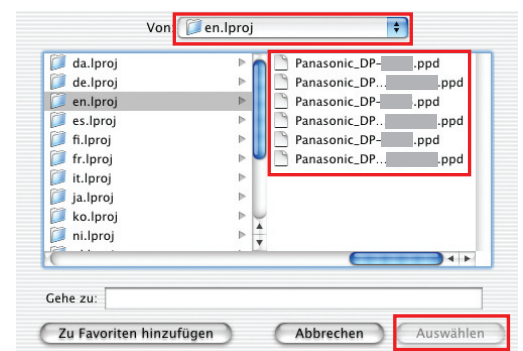 Von: en.lproj
da.lproj
de.lproj
en.lproj
es.lproj
fi.lproj
fr.lproj
it.lproj
ja.lproj
ko.lproj
ni.lproj
Panasonic_DP- .ppd
Panasonic_DP... .ppd
Panasonic_DP- .ppd
Panasonic_DP.. .ppd
Panasonic_DP- .ppd
Panasonic_DP.. .ppd
Gehe zu:
Zu Favoriten hinzufügen
Abbrechen
Auswählen